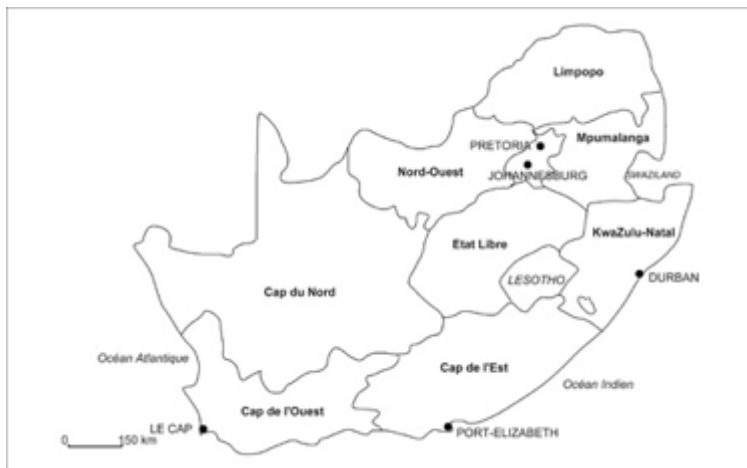 Limpopo
PRETORIA
Mpumalanga
Nord-Ouest
JOHANNESBURG
SWAZILAND
KwaZulu-Natal
Etat Libre
LESOTHO
DURBAN
Cap du Nord
Océan Atlantique
Cap de l'Est
Océan Indien
Cap de l'Ouest
LE CAP
PORT-ELIZABETH
0 150 km